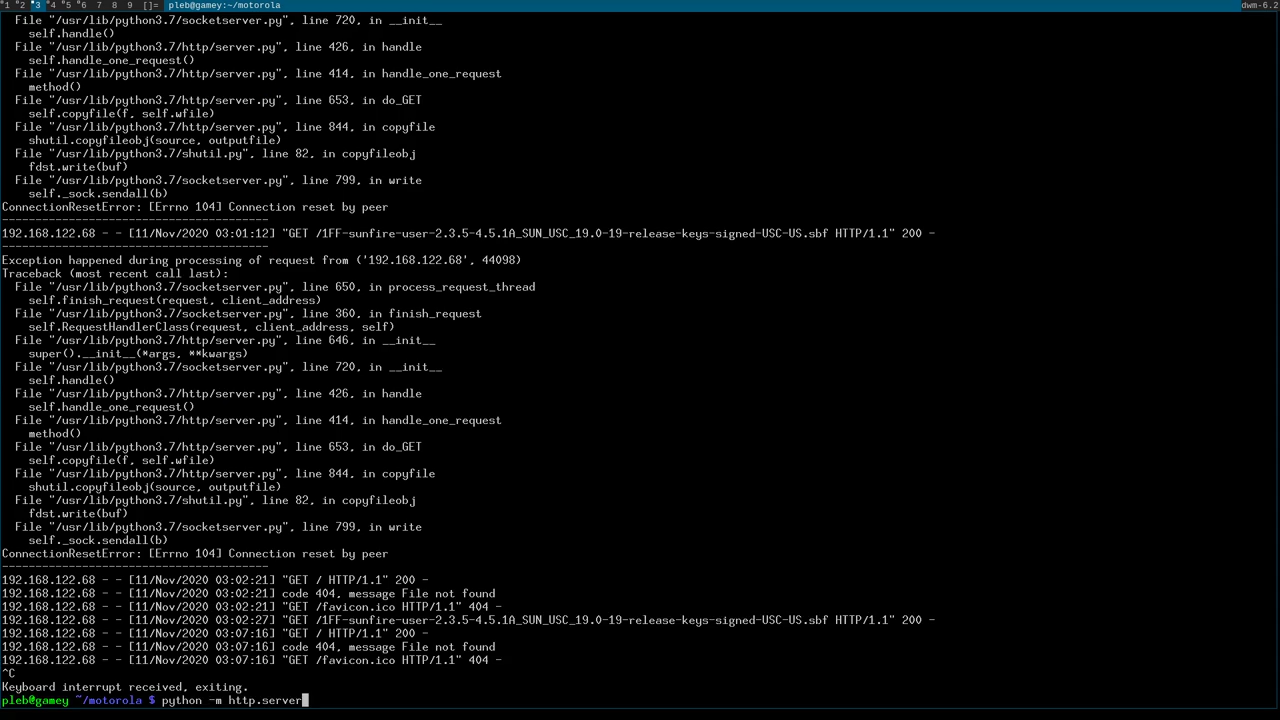 1 2 3 4 5 6 7 8 9 []= pleb@gamey:~/motorola dwm-6.2
File "/usr/lib/python3.7/socketserver.py", line 720, in __init__
self.handle()
File "/usr/lib/python3.7/http/server.py", line 426, in handle
self.handle_one_request()
File "/usr/lib/python3.7/http/server.py", line 414, in handle_one_request
method()
File "/usr/lib/python3.7/http/server.py", line 653, in do_GET
self.copyfile(f, self.wfile)
File "/usr/lib/python3.7/http/server.py", line 844, in copyfile
shutil.copyfileobj(source, outputfile)
File "/usr/lib/python3.7/shutil.py", line 82, in copyfileobj
fdst.write(buf)
File "/usr/lib/python3.7/socketserver.py", line 799, in write
self._sock.sendall(b)
ConnectionResetError: [Errno 104] Connection reset by peer
----------------------------------------
192.168.122.68 - - [11/Nov/2020 03:01:12] "GET /1FF-sunfire-user-2.3.5-4.5.1A_SUN_USC_19.0-19-release-keys-signed-USC-US.sbf HTTP/1.1" 200 -
----------------------------------------
Exception happened during processing of request from ('192.168.122.68', 44098)
Traceback (most recent call last):
File "/usr/lib/python3.7/socketserver.py", line 650, in process_request_thread
self.finish_request(request, client_address)
File "/usr/lib/python3.7/socketserver.py", line 360, in finish_request
self.RequestHandlerClass(request, client_address, self)
File "/usr/lib/python3.7/http/server.py", line 646, in __init__
super().__init__(*args, **kwargs)
File "/usr/lib/python3.7/socketserver.py", line 720, in __init__
self.handle()
File "/usr/lib/python3.7/http/server.py", line 426, in handle
self.handle_one_request()
File "/usr/lib/python3.7/http/server.py", line 414, in handle_one_request
method()
File "/usr/lib/python3.7/http/server.py", line 653, in do_GET
self.copyfile(f, self.wfile)
File "/usr/lib/python3.7/http/server.py", line 844, in copyfile
shutil.copyfileobj(source, outputfile)
File "/usr/lib/python3.7/shutil.py", line 82, in copyfileobj
fdst.write(buf)
File "/usr/lib/python3.7/socketserver.py", line 799, in write
self._sock.sendall(b)
ConnectionResetError: [Errno 104] Connection reset by peer
----------------------------------------
192.168.122.68 - - [11/Nov/2020 03:02:21] "GET / HTTP/1.1" 200 -
192.168.122.68 - - [11/Nov/2020 03:02:21] code 404, message File not found
192.168.122.68 - - [11/Nov/2020 03:02:21] "GET /favicon.ico HTTP/1.1" 404 -
192.168.122.68 - - [11/Nov/2020 03:02:27] "GET /1FF-sunfire-user-2.3.5-4.5.1A_SUN_USC_19.0-19-release-keys-signed-USC-US.sbf HTTP/1.1" 200 -
192.168.122.68 - - [11/Nov/2020 03:07:16] "GET / HTTP/1.1" 200 -
192.168.122.68 - - [11/Nov/2020 03:07:16] code 404, message File not found
192.168.122.68 - - [11/Nov/2020 03:07:16] "GET /favicon.ico HTTP/1.1" 404 -
^C
Keyboard interrupt received, exiting.
pleb@gamey ~/motorola $ python -m http.server